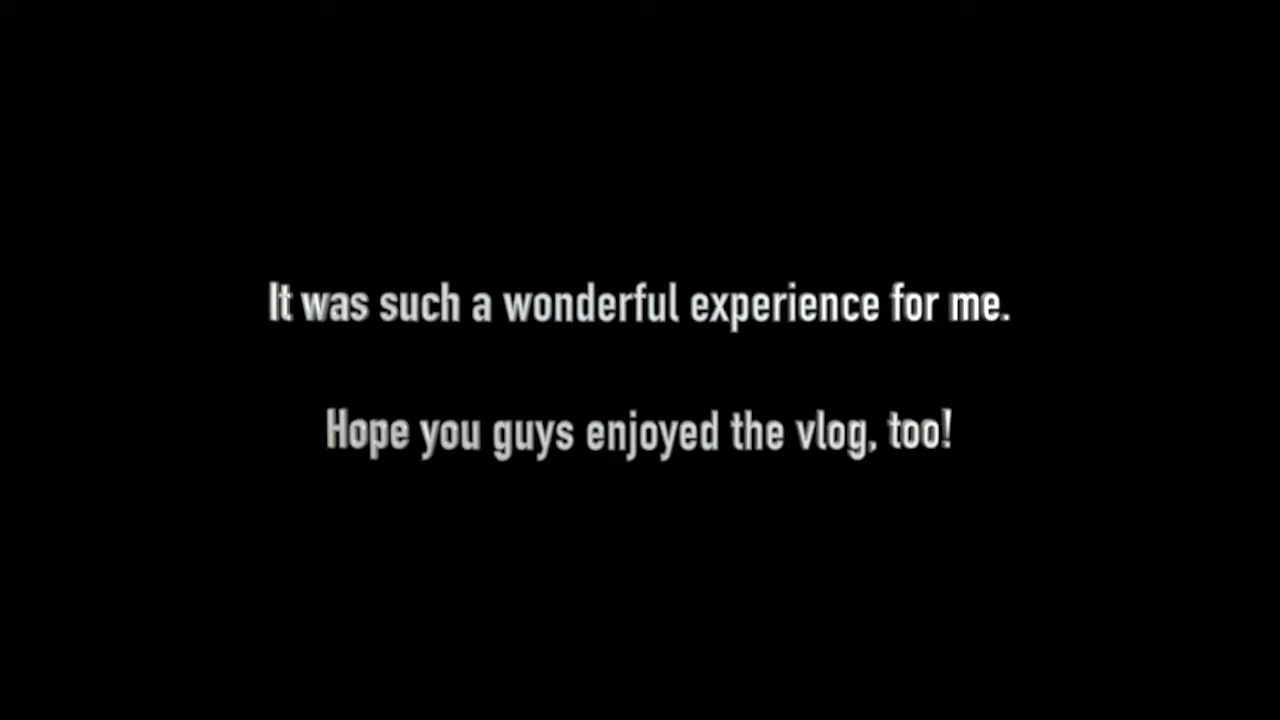 It was such a wonderful experience for me.
Hope you guys enjoyed the vlog, too!